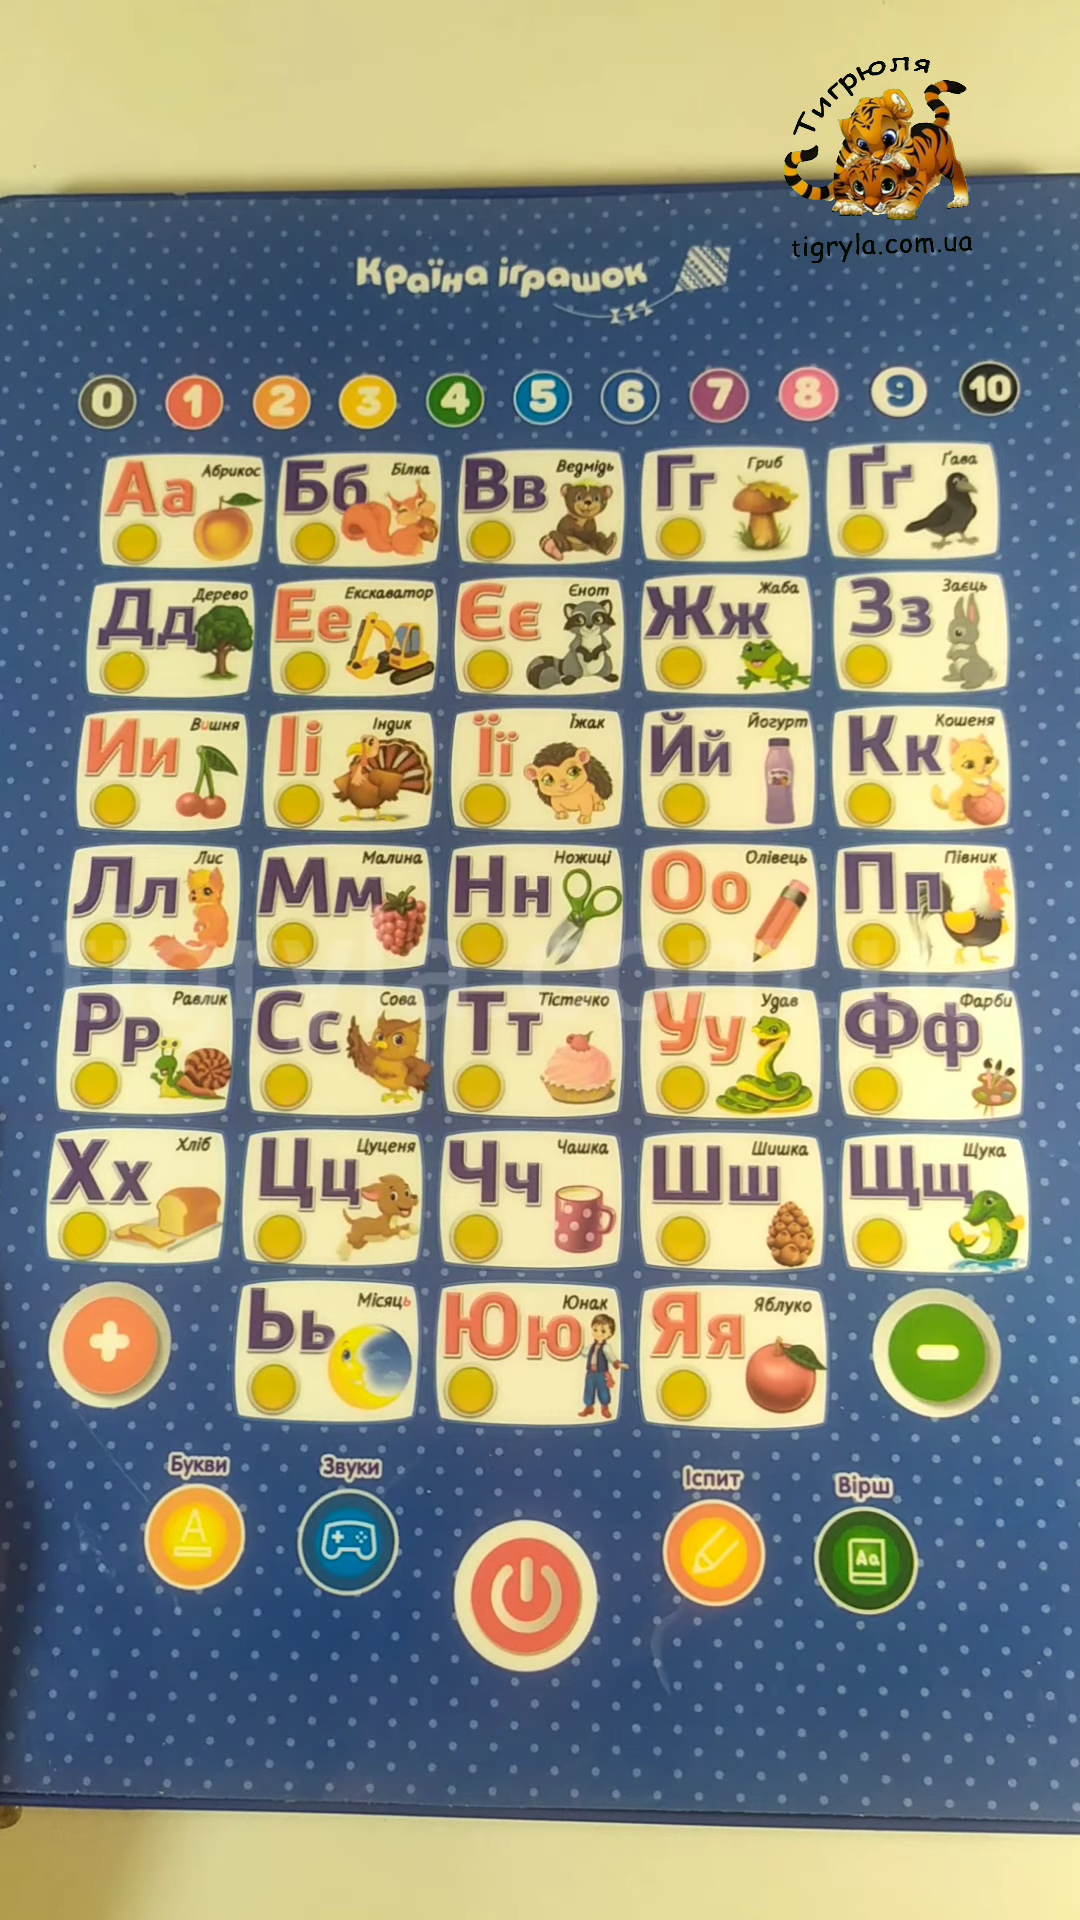 Тигрюля
tigryla.com.ua
Країна іграшок
0 1 2 3 4 5 6 7 8 9 10
Аа Абрикос
Бб Білка
Вв Ведмідь
Гг Гриб
Ґґ Ґава
Дд Дерево
Ее Екскаватор
Єє Єнот
Жж Жаба
Зз Заєць
Ии Вишня
Іі Індик
Її Їжак
Йй Йогурт
Кк Кошеня
Лл Лис
Мм Малина
Нн Ножиці
Оо Олівець
Пп Півник
tigryla.com.ua
Рр Равлик
Сс Сова
Тт Тістечко
Уу Удав
Фф Фарби
Хх Хліб
Цц Цуценя
Чч Чашка
Шш Шишка
Щщ Щука
+
Ьь Місяць
Юю Юнак
Яя Яблуко
-
Букви
Звуки
Іспит
Вірш
А
Аа